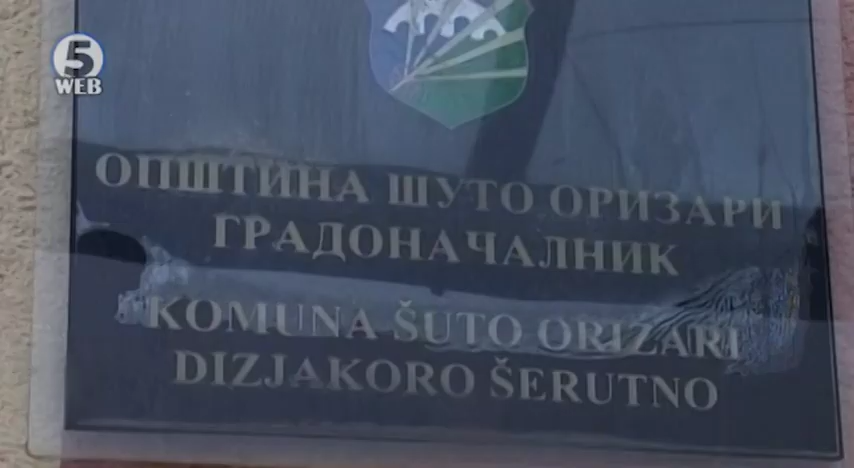 5
WEB
ОПШТИНА ШУТО ОРИЗАРИ
ГРАДОНАЧАЛНИК
KOMUNA ŠUTO ORIZARI
DIZJAKORO ŠERUTNO